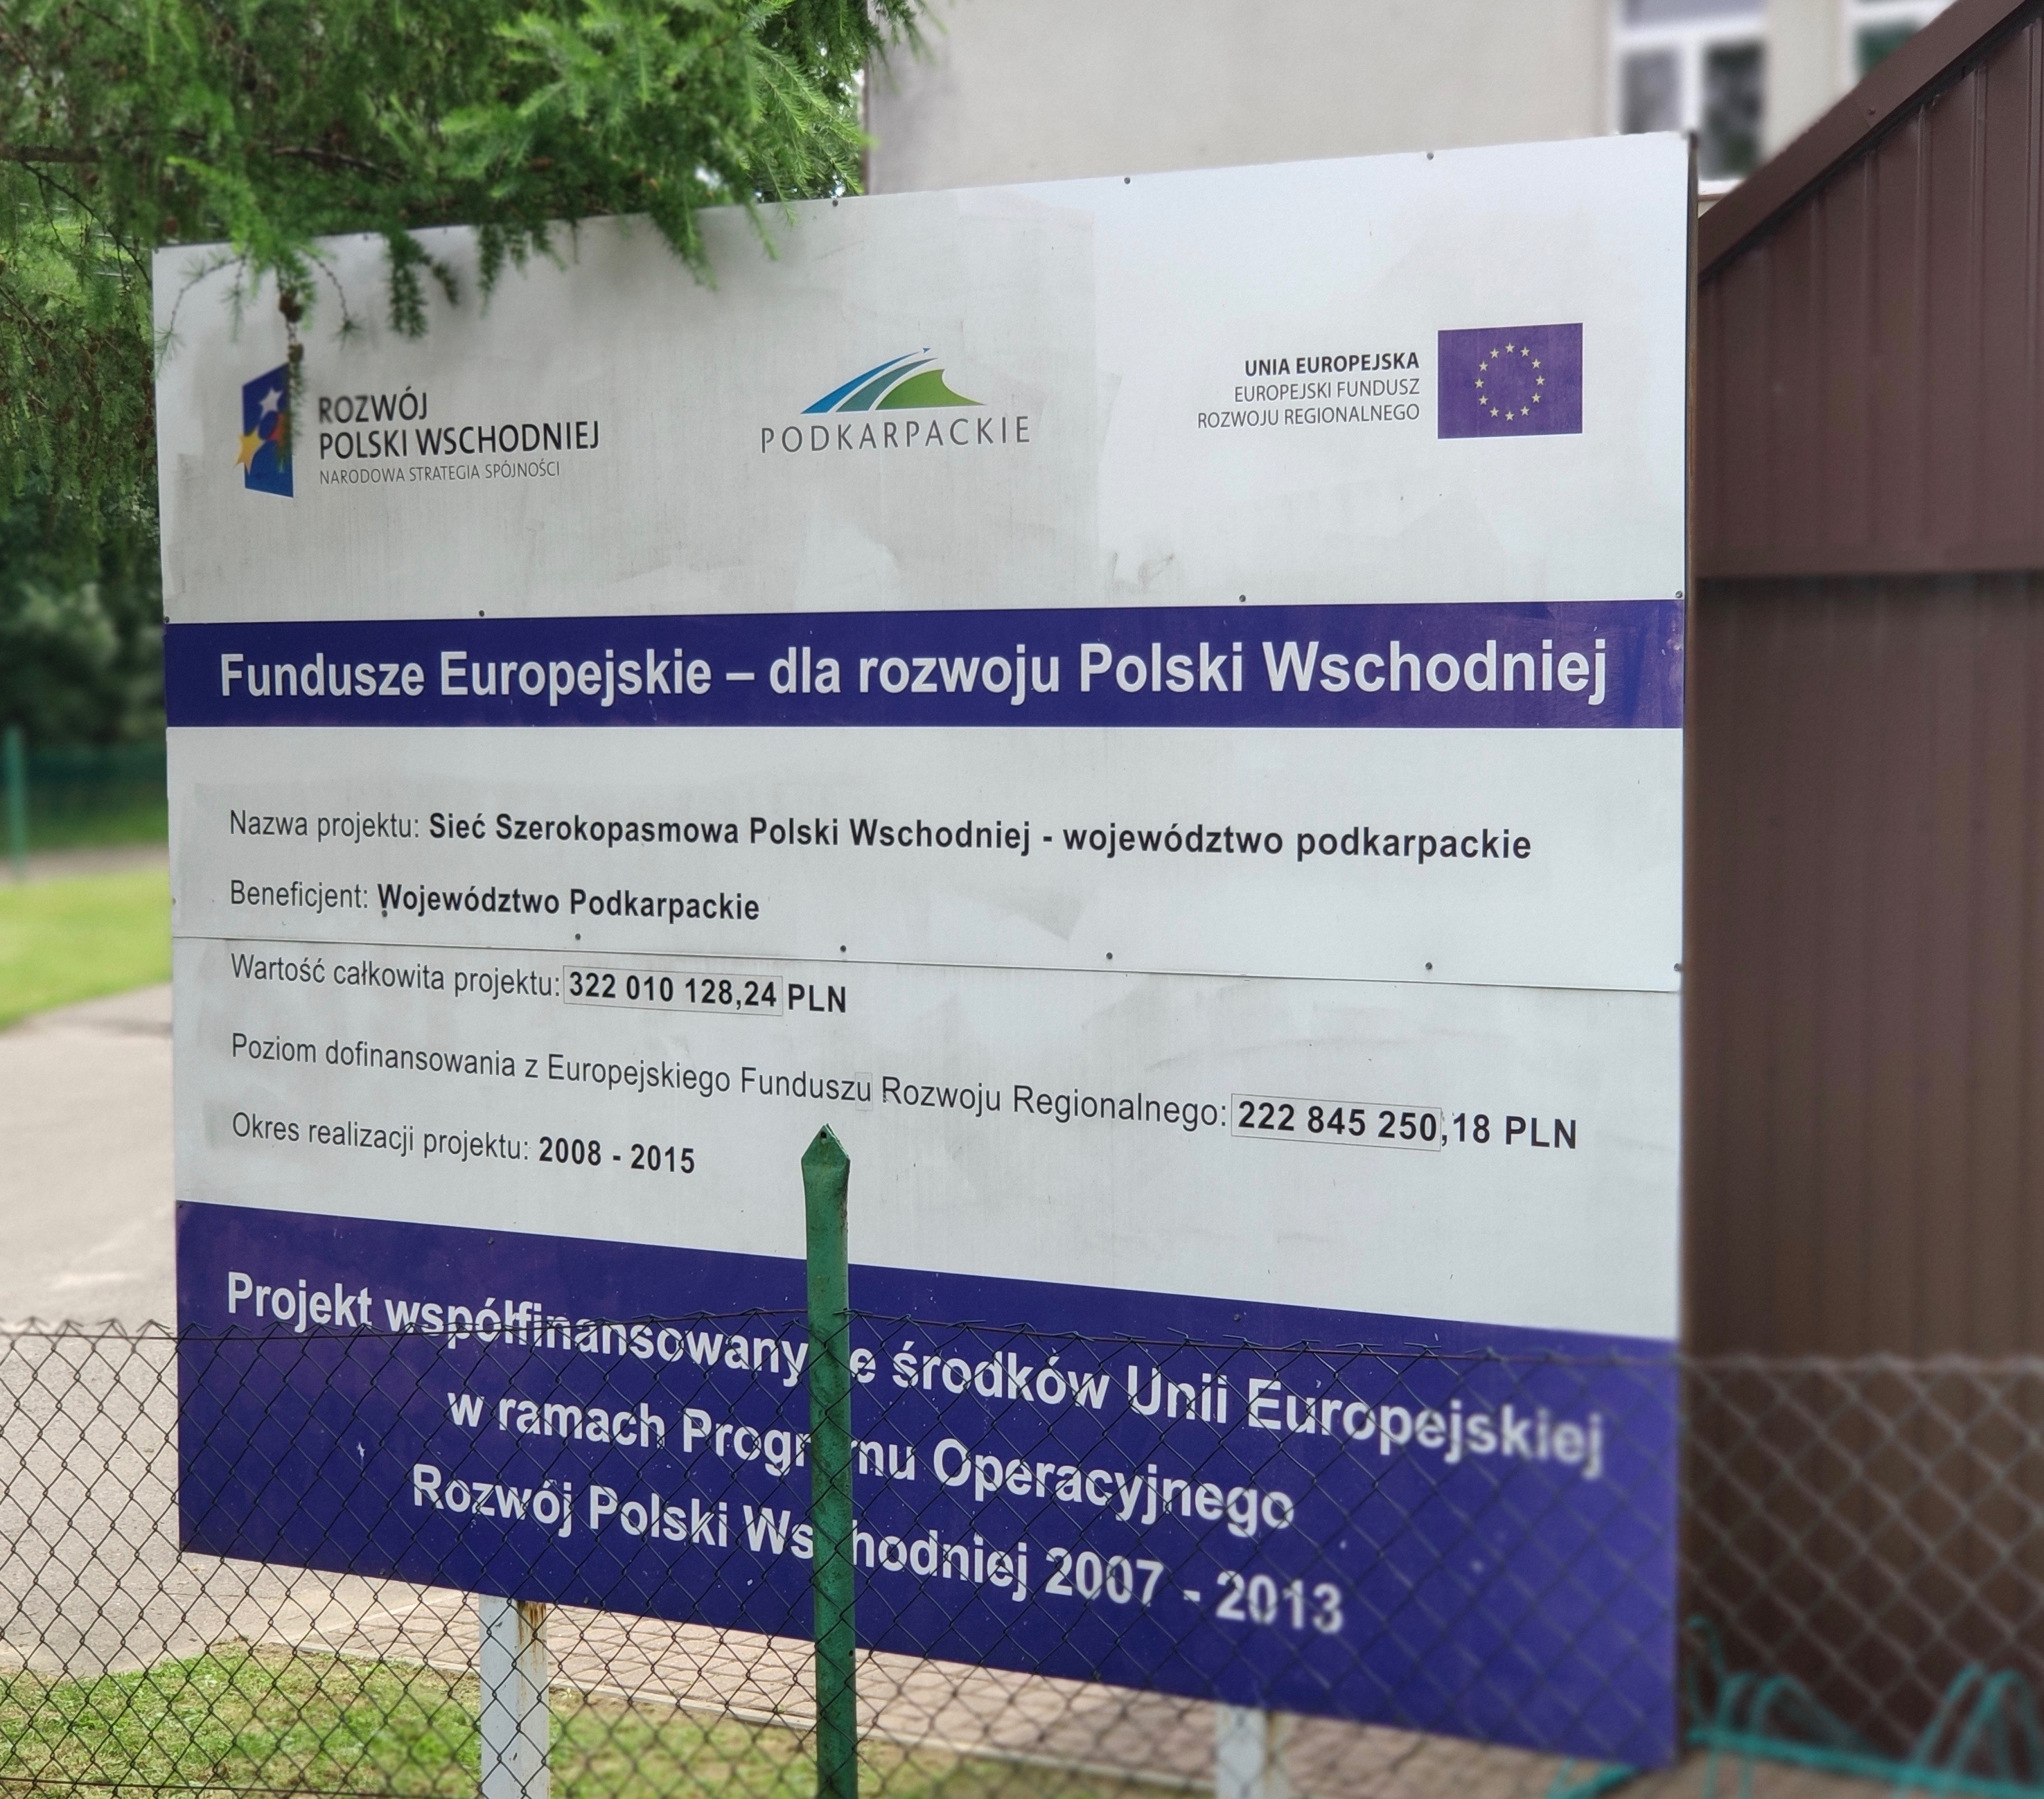 ROZWÓJ
POLSKI WSCHODNIEJ
NARODOWA STRATEGIA SPÓJNOŚCI
PODKARPACKIE
UNIA EUROPEJSKA
EUROPEJSKI FUNDUSZ
ROZWOJU REGIONALNEGO
Fundusze Europejskie – dla rozwoju Polski Wschodniej
Nazwa projektu: Sieć Szerokopasmowa Polski Wschodniej - województwo podkarpackie
Beneficjent: Województwo Podkarpackie
Wartość całkowita projektu: 322 010 128,24 PLN
Poziom dofinansowania z Europejskiego Funduszu Rozwoju Regionalnego: 222 845 250,18 PLN
Okres realizacji projektu: 2008 - 2015
Projekt współfinansowany ze środków Unii Europejskiej
w ramach Programu Operacyjnego
Rozwój Polski Wschodniej 2007 - 2013